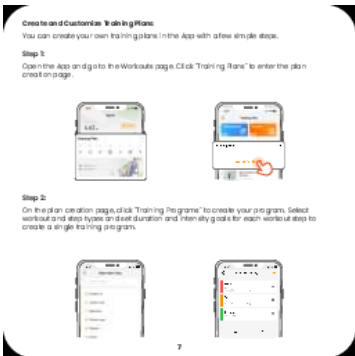 Create and Customize Training Plans
You can create your own training plans in the App with a few simple steps.
Step 1:
Open the App and go to the Workouts page. Click "Training Plans" to enter the plan
creation page.
Step 2:
On the plan creation page, click "Training Programs" to create your program. Select
workout and step types and set duration and intensity goals for each workout step to
create a single training program.
7